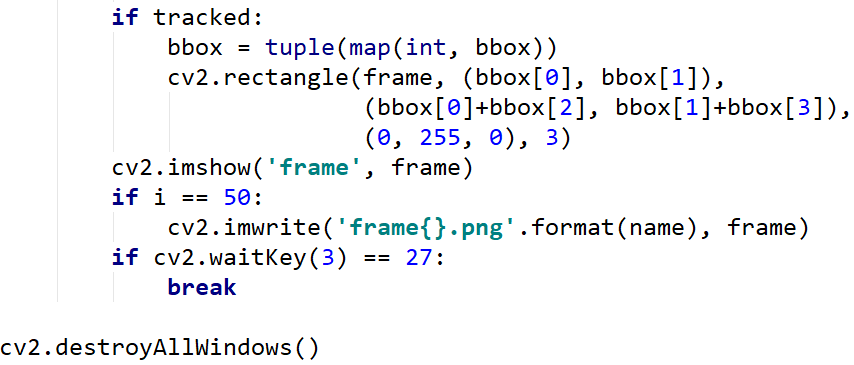 if tracked:
bbox = tuple(map(int, bbox))
cv2.rectangle(frame, (bbox[0], bbox[1]),
(bbox[0]+bbox[2], bbox[1]+bbox[3]),
(0, 255, 0), 3)
cv2.imshow('frame', frame)
if i == 50:
cv2.imwrite('frame{}.png'.format(name), frame)
if cv2.waitKey(3) == 27:
break
cv2.destroyAllWindows()